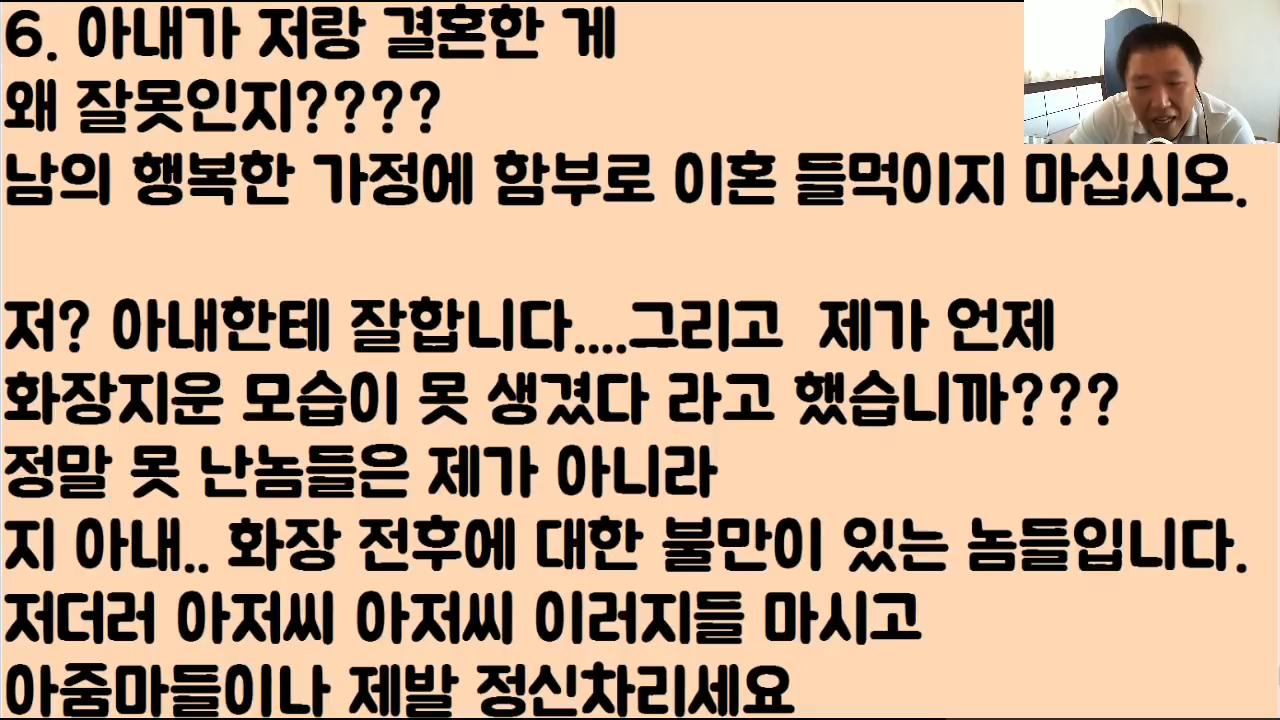 6. 아내가 저랑 결혼한 게
왜 잘못인지????
남의 행복한 가정에 함부로 이혼 들먹이지 마십시오.
저? 아내한테 잘합니다....그리고 제가 언제
화장지운 모습이 못 생겼다 라고 했습니까???
정말 못 난놈들은 제가 아니라
지 아내.. 화장 전후에 대한 불만이 있는 놈들입니다.
저더러 아저씨 아저씨 이러지들 마시고
아줌마들이나 제발 정신차리세요